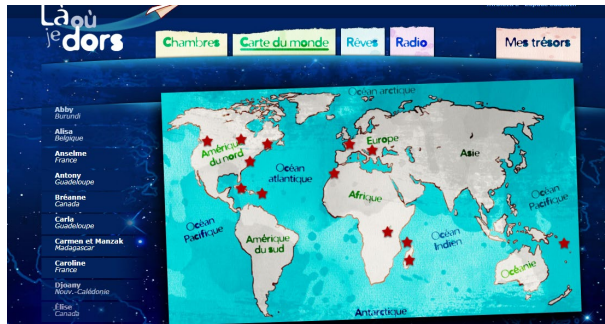 Là où
je dors
Chambres
Carte du monde
Rêves
Radio
Mes trésors
Abby
Burundi
Alisa
Belgique
Anselme
France
Antony
Guadeloupe
Bréanne
Canada
Carla
Guadeloupe
Carmen et Manzak
Madagascar
Caroline
France
Djoany
Nouv.-Calédonie
Élise
Canada
Océan arctique
Amérique
du nord
Europe
Asie
Océan
atlantique
Afrique
Océan
Pacifique
Océan
Pacifique
Amérique
du sud
Océan
Indien
Océanie
Antarctique